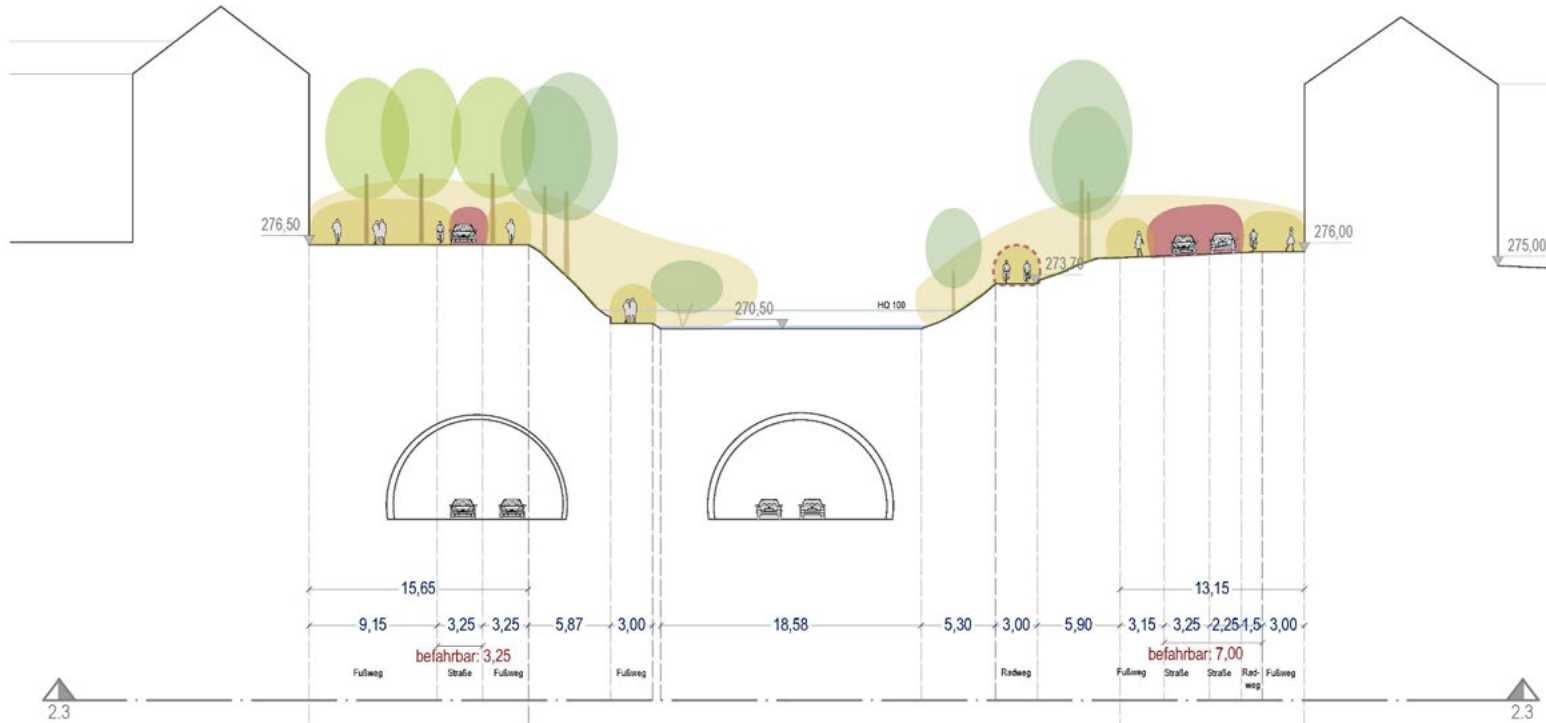 276,50
276,00
275,00
273,70
HQ 100
270,50
15,65
13,15
9,15 3,25 3,25 5,87 3,00 18,58 5,30 3,00 5,90 3,15 3,25 2,25 1,5 3,00
befahrbar: 3,25
befahrbar: 7,00
Fußweg Straße Fußweg Fußweg Radweg Fußweg Straße Straße Rad- Fußweg
weg
2.3 2.3